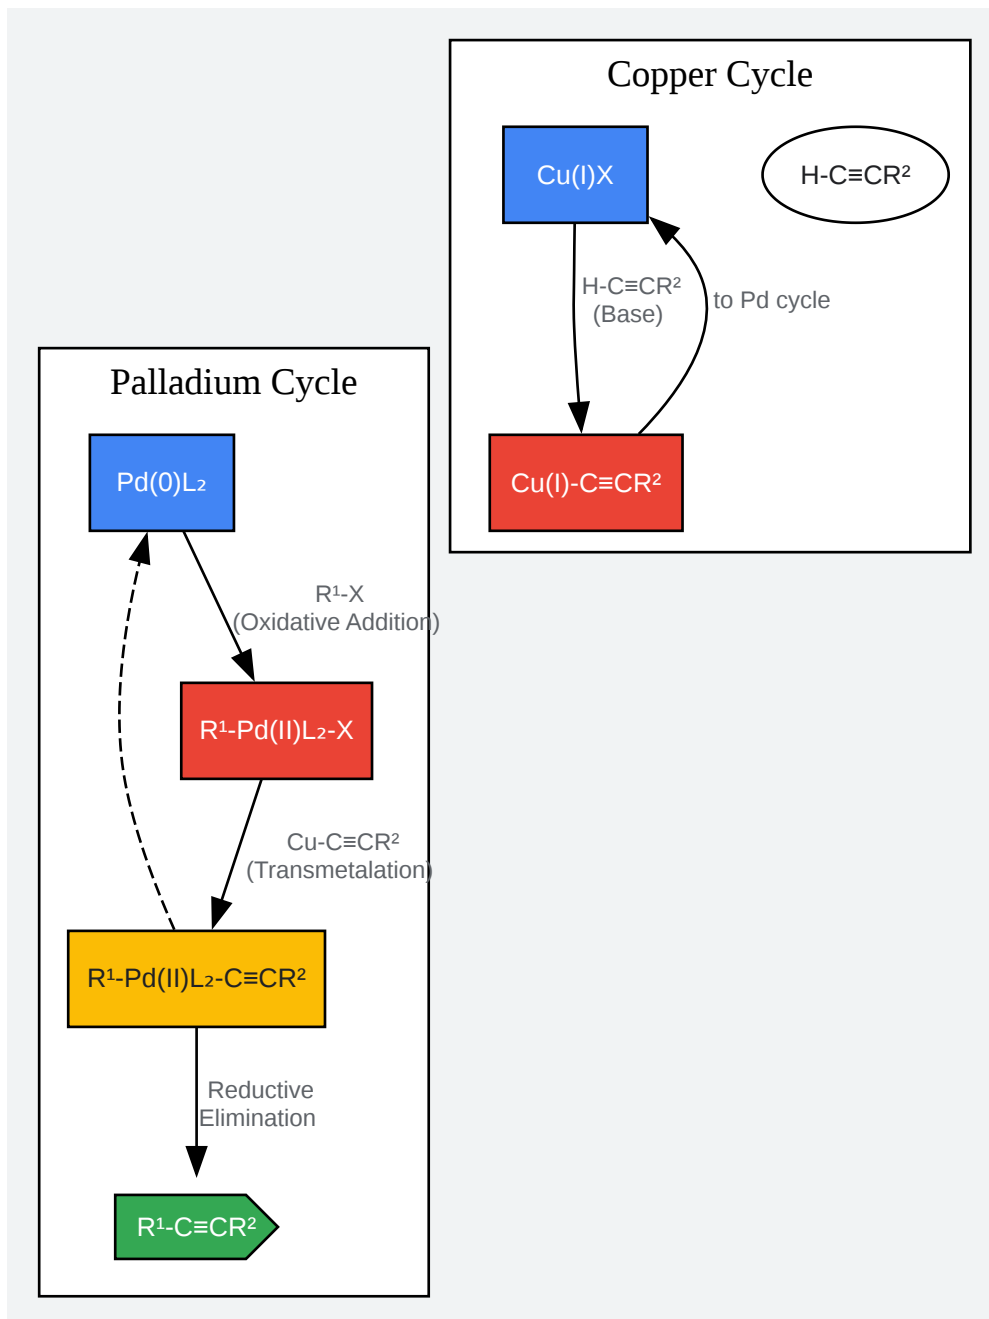 Copper Cycle
Cu(I)X
H-C≡CR²
H-C≡CR²
(Base)
to Pd cycle
Cu(I)-C≡CR²
Palladium Cycle
Pd(0)L₂
R¹-X
(Oxidative Addition)
R¹-Pd(II)L₂-X
Cu-C≡CR²
(Transmetalation)
R¹-Pd(II)L₂-C≡CR²
Reductive
Elimination
R¹-C≡CR²